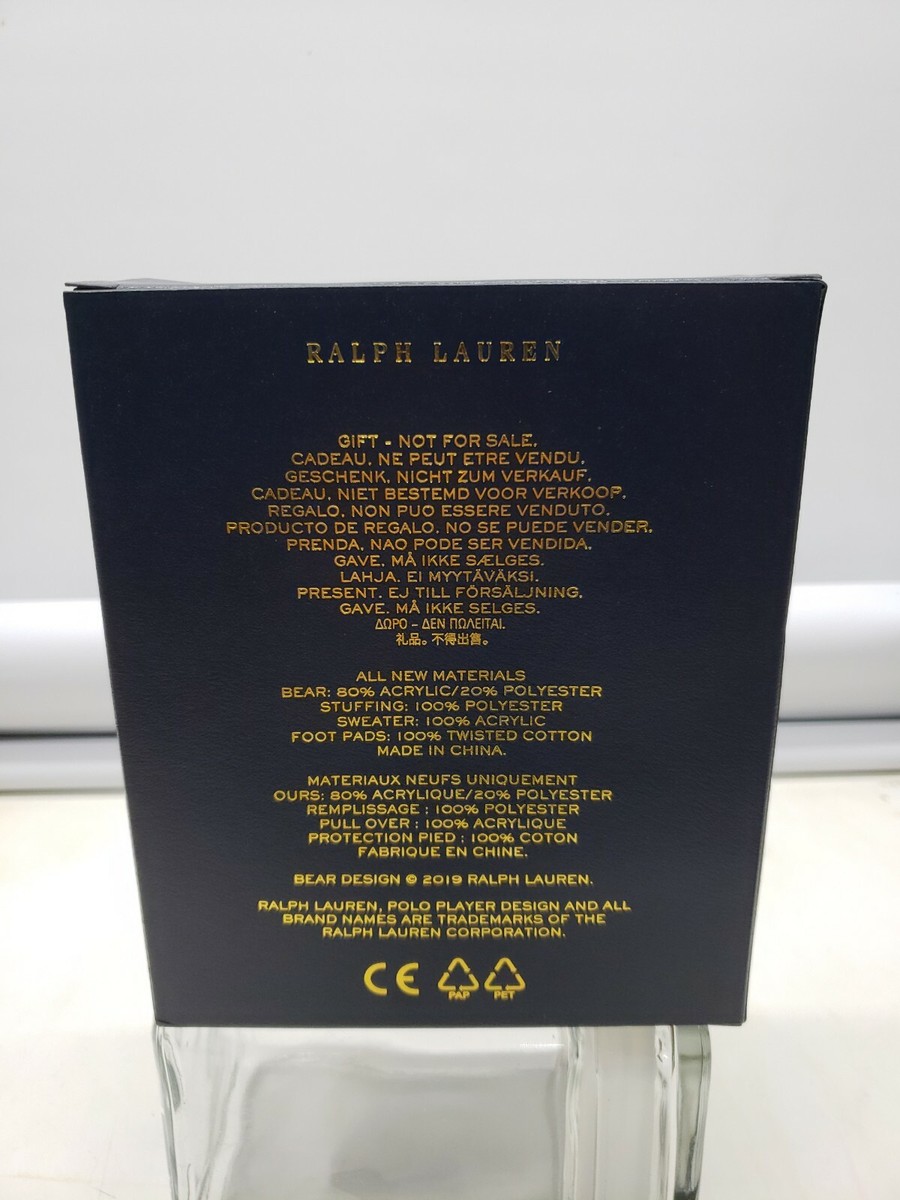 RALPH LAUREN
GIFT - NOT FOR SALE.
CADEAU. NE PEUT ETRE VENDU.
GESCHENK. NICHT ZUM VERKAUF.
CADEAU. NIET BESTEMD VOOR VERKOOP.
REGALO. NON PUO ESSERE VENDUTO.
PRODUCTO DE REGALO. NO SE PUEDE VENDER.
PRENDA. NAO PODE SER VENDIDA.
GAVE. MÅ IKKE SÆLGES.
LAHJA. EI MYYTÄVÄKSI.
PRESENT. EJ TILL FÖRSÄLJNING.
GAVE. MÅ IKKE SELGES.
ΔΩΡΟ – ΔΕΝ ΠΩΛΕΙΤΑΙ.
礼品。不得出售。
ALL NEW MATERIALS
BEAR: 80% ACRYLIC/20% POLYESTER
STUFFING: 100% POLYESTER
SWEATER: 100% ACRYLIC
FOOT PADS: 100% TWISTED COTTON
MADE IN CHINA.
MATERIAUX NEUFS UNIQUEMENT
OURS: 80% ACRYLIQUE/20% POLYESTER
REMPLISSAGE : 100% POLYESTER
PULL OVER : 100% ACRYLIQUE
PROTECTION PIED : 100% COTON
FABRIQUE EN CHINE.
BEAR DESIGN © 2019 RALPH LAUREN.
RALPH LAUREN, POLO PLAYER DESIGN AND ALL
BRAND NAMES ARE TRADEMARKS OF THE
RALPH LAUREN CORPORATION.
CE PAP PET